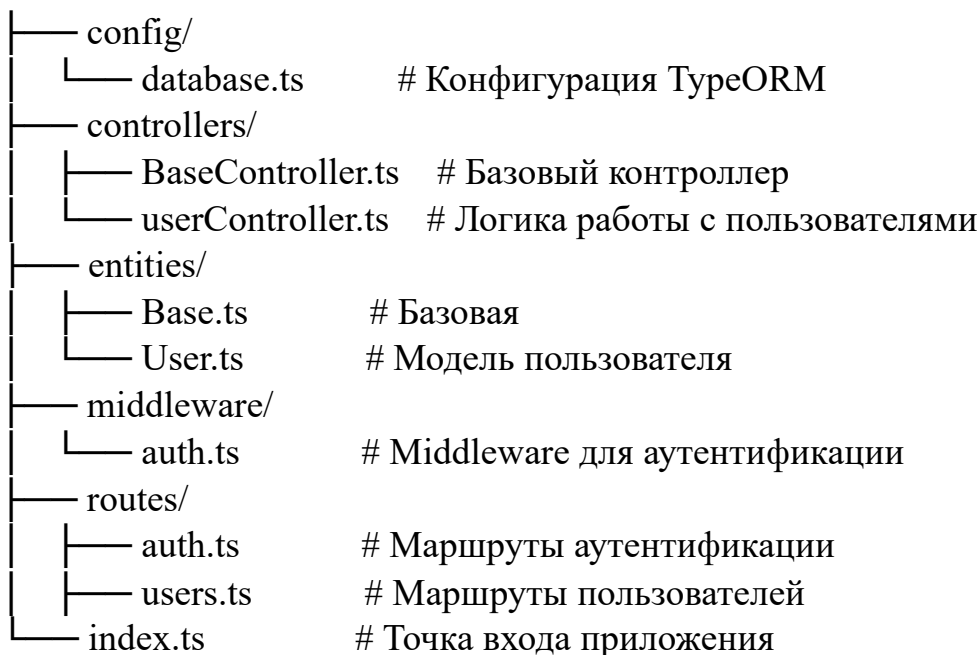 ├── config/
│   └── database.ts           # Конфигурация TypeORM
├── controllers/
│   ├── BaseController.ts    # Базовый контроллер
│   └── userController.ts    # Логика работы с пользователями
├── entities/
│   ├── Base.ts              # Базовая
│   └── User.ts              # Модель пользователя
├── middleware/
│   └── auth.ts              # Middleware для аутентификации
├── routes/
│   ├── auth.ts              # Маршруты аутентификации
│   ├── users.ts             # Маршруты пользователей
└── index.ts                 # Точка входа приложения